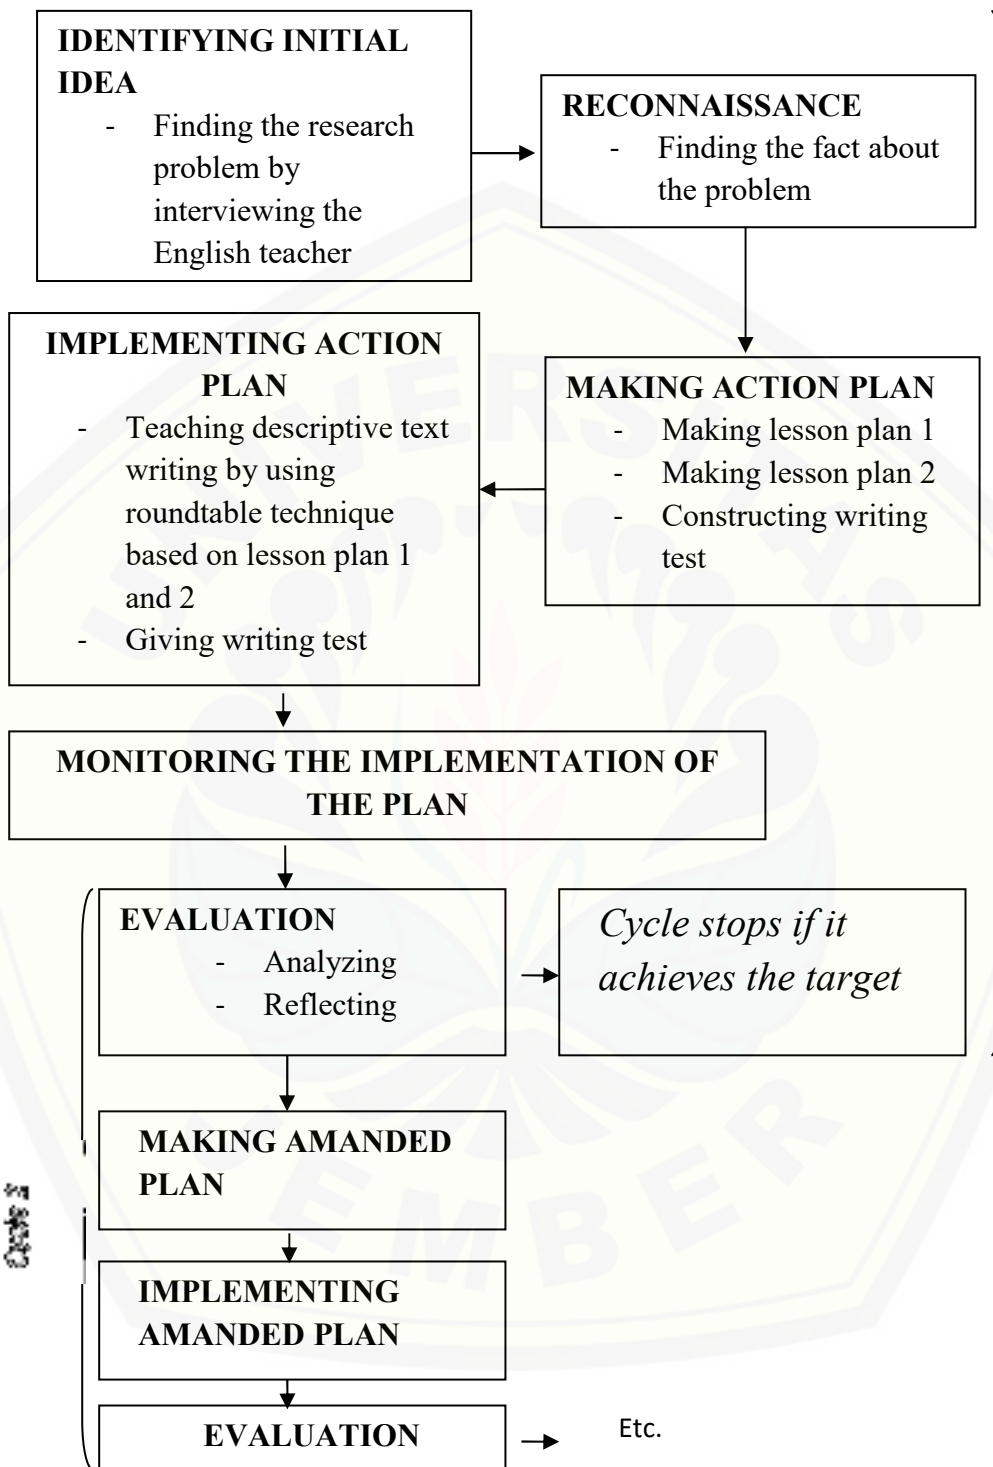 IDENTIFYING INITIAL
IDEA
- Finding the research
problem by
interviewing the
English teacher
RECONNAISSANCE
- Finding the fact about
the problem
IMPLEMENTING ACTION
PLAN
- Teaching descriptive text
writing by using
roundtable technique
based on lesson plan 1
and 2
- Giving writing test
MAKING ACTION PLAN
- Making lesson plan 1
- Making lesson plan 2
- Constructing writing
test
MONITORING THE IMPLEMENTATION OF
THE PLAN
EVALUATION
- Analyzing
- Reflecting
Cycle stops if it
achieves the target
MAKING AMANDED
PLAN
IMPLEMENTING
AMANDED PLAN
EVALUATION
Etc.
Cycle 2
UNIVERSITAS
JEMBER